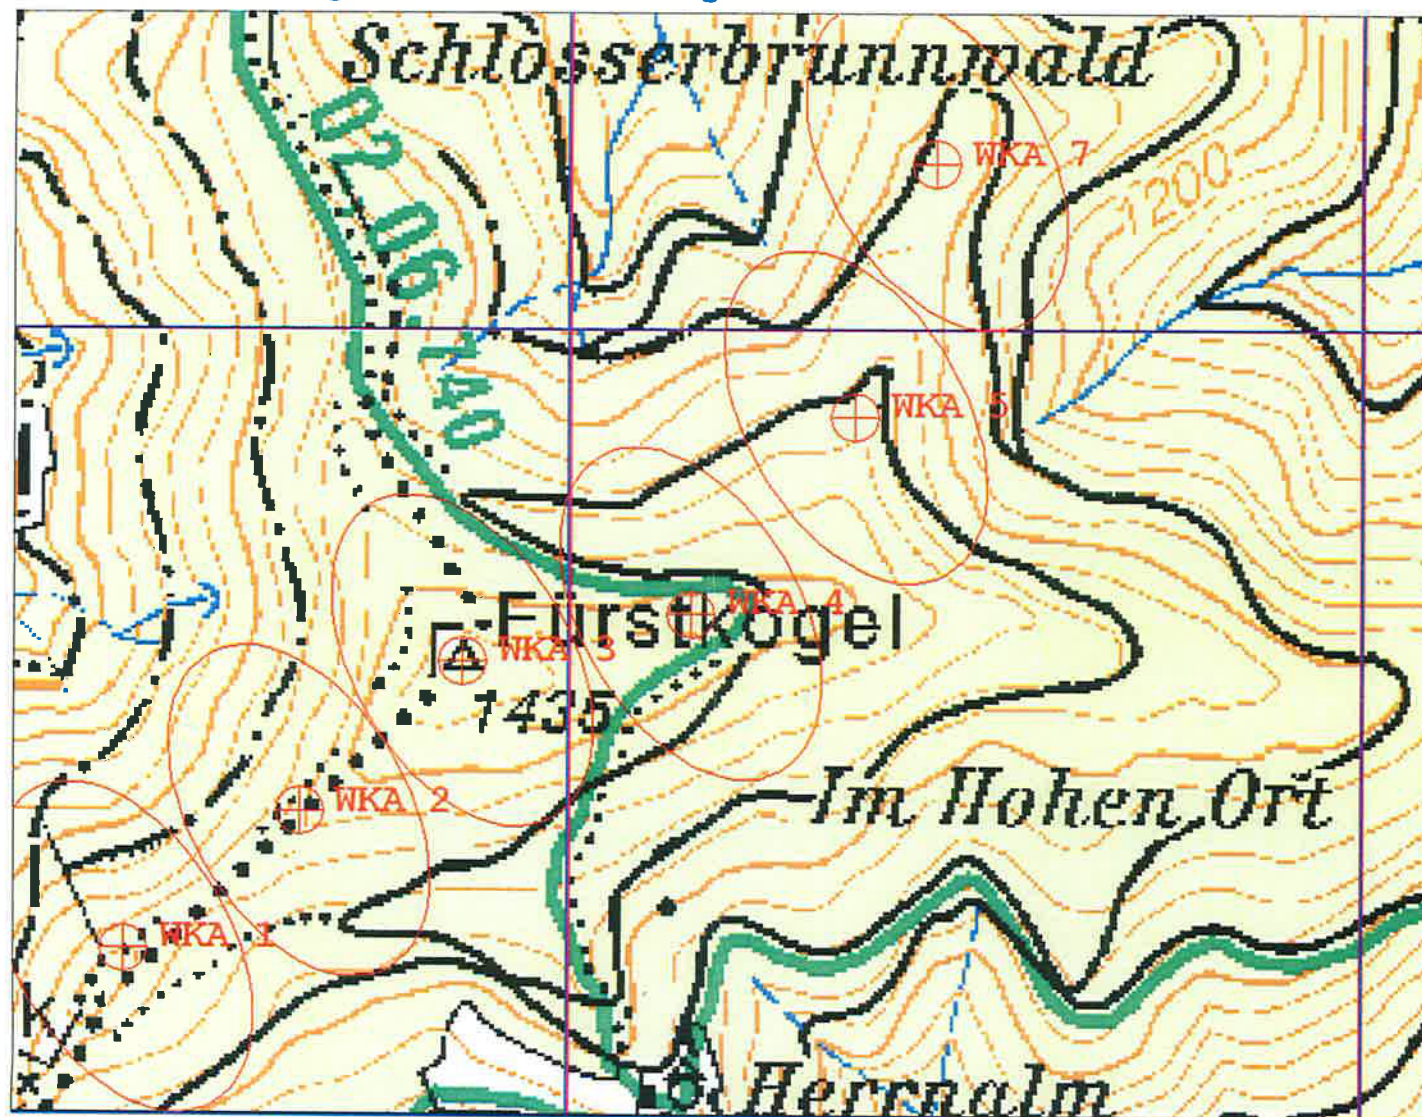 Schlosserbrunnwald
02 06
740
WKA 7
1200
WKA 5
WKA 4
Fürstkogel
WKA 3
1435
WKA 2
Im Hohen Ort
WKA 1
Herrnalm